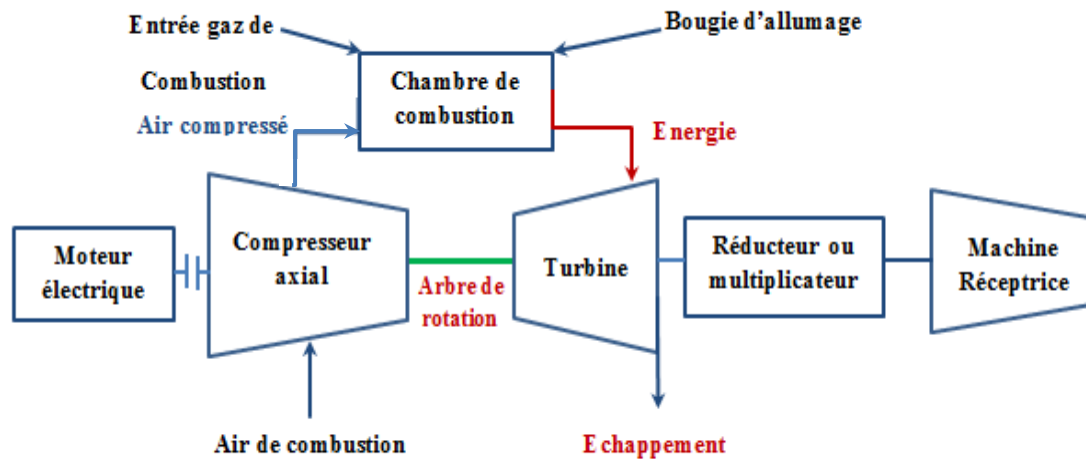 Entrée gaz de
Combustion
Bougie d'allumage
Chambre de
combustion
Air compressé
Energie
Moteur
électrique
Compresseur
axial
Arbre de
rotation
Turbine
Réducteur ou
multiplicateur
Machine
Réceptrice
Air de combustion
Echappement